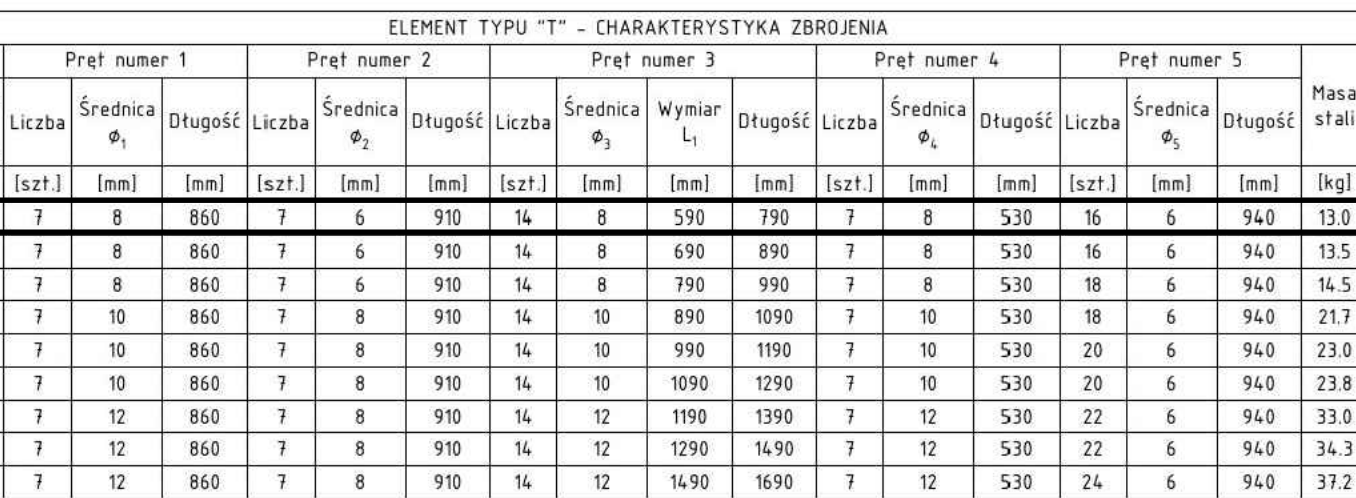 ELEMENT TYPU "T" - CHARAKTERYSTYKA ZBROJENIA
Pręt numer 1 Pręt numer 2 Pręt numer 3 Pręt numer 4 Pręt numer 5 Masa stali
Liczba Średnica ϕ₁ Długość Liczba Średnica ϕ₂ Długość Liczba Średnica ϕ₃ Wymiar L₁ Długość Liczba Średnica ϕ₄ Długość Liczba Średnica ϕ₅ Długość
[szt.] [mm] [mm] [szt.] [mm] [mm] [szt.] [mm] [mm] [mm] [szt.] [mm] [mm] [szt.] [mm] [mm] [kg]
7 8 860 7 6 910 14 8 590 790 7 8 530 16 6 940 13.0
7 8 860 7 6 910 14 8 690 890 7 8 530 16 6 940 13.5
7 8 860 7 6 910 14 8 790 990 7 8 530 18 6 940 14.5
7 10 860 7 8 910 14 10 890 1090 7 10 530 18 6 940 21.7
7 10 860 7 8 910 14 10 990 1190 7 10 530 20 6 940 23.0
7 10 860 7 8 910 14 10 1090 1290 7 10 530 20 6 940 23.8
7 12 860 7 8 910 14 12 1190 1390 7 12 530 22 6 940 33.0
7 12 860 7 8 910 14 12 1290 1490 7 12 530 22 6 940 34.3
7 12 860 7 8 910 14 12 1490 1690 7 12 530 24 6 940 37.2